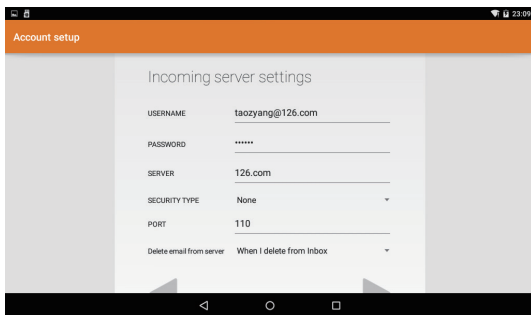 23:09
Account setup
Incoming server settings
USERNAME taozyang@126.com
PASSWORD ••••••
SERVER 126.com
SECURITY TYPE None
PORT 110
Delete email from server When I delete from Inbox